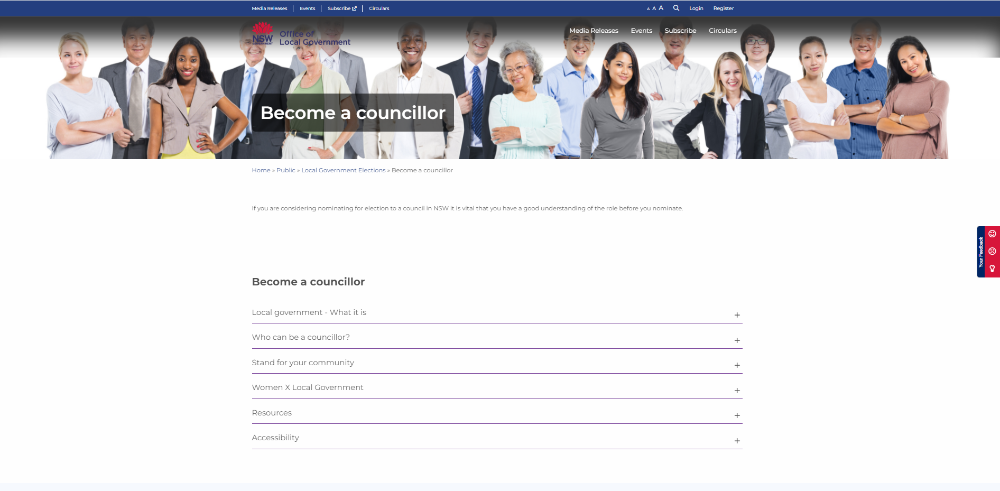 Media Releases Events Subscribe Circulars A A A Login Register
NSW
GOVERNMENT
Office of
Local Government
Media Releases Events Subscribe Circulars
Become a councillor
Home » Public » Local Government Elections » Become a councillor
If you are considering nominating for election to a council in NSW it is vital that you have a good understanding of the role before you nominate.
Your Feedback
Become a councillor
Local government - What it is +
Who can be a councillor? +
Stand for your community +
Women X Local Government +
Resources +
Accessibility +